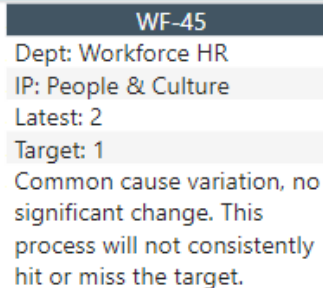 WF-45
Dept: Workforce HR
IP: People & Culture
Latest: 2
Target: 1
Common cause variation, no
significant change. This
process will not consistently
hit or miss the target.